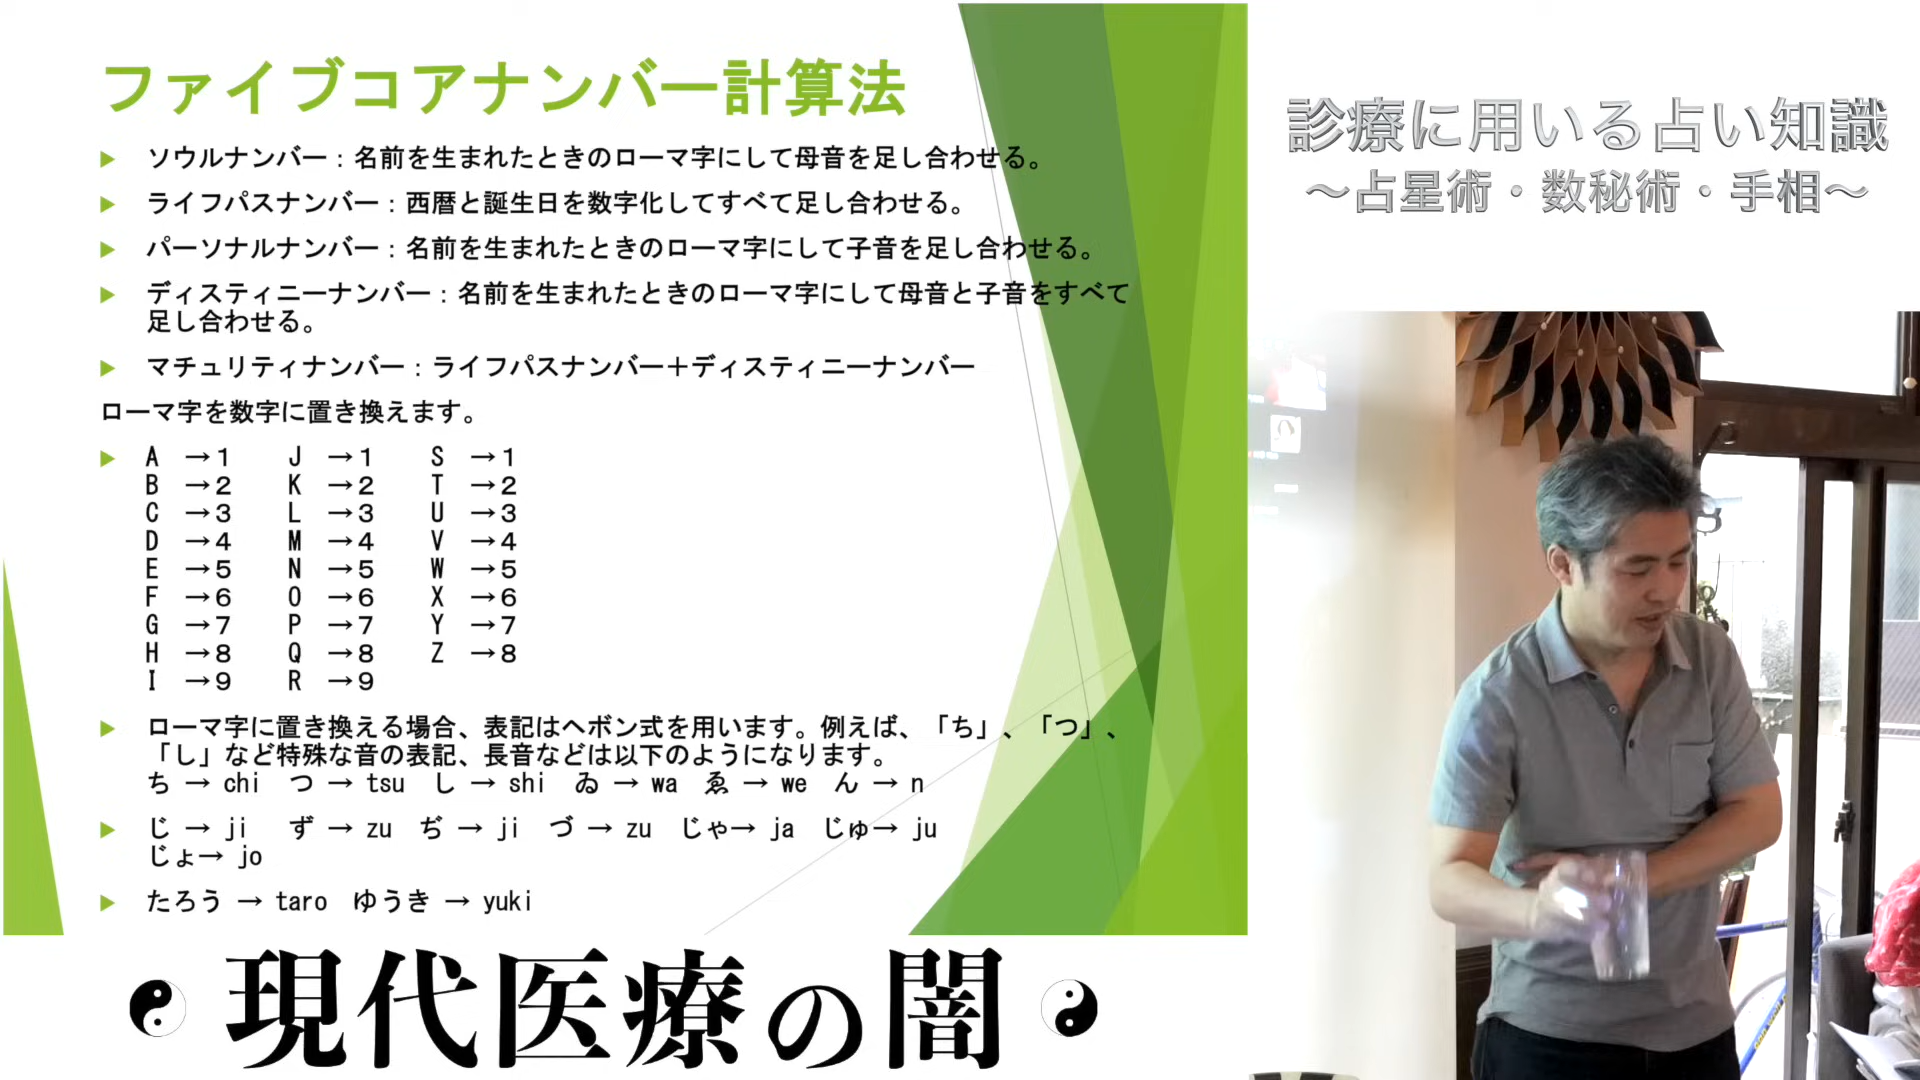 ファイブコアナンバー計算法
ソウルナンバー：名前を生まれたときのローマ字にして母音を足し合わせる。
ライフパスナンバー：西暦と誕生日を数字化してすべて足し合わせる。
パーソナルナンバー：名前を生まれたときのローマ字にして子音を足し合わせる。
ディスティニーナンバー：名前を生まれたときのローマ字にして母音と子音をすべて
足し合わせる。
マチュリティナンバー：ライフパスナンバー＋ディスティニーナンバー
ローマ字を数字に置き換えます。
A →1 J →1 S →1
B →2 K →2 T →2
C →3 L →3 U →3
D →4 M →4 V →4
E →5 N →5 W →5
F →6 O →6 X →6
G →7 P →7 Y →7
H →8 Q →8 Z →8
I →9 R →9
ローマ字に置き換える場合、表記はヘボン式を用います。例えば、「ち」、「つ」、
「し」など特殊な音の表記、長音などは以下のようになります。
ち → chi つ → tsu し → shi ゐ → wa ゑ → we ん → n
じ → ji ず → zu ぢ → ji づ → zu じゃ→ ja じゅ→ ju
じょ→ jo
たろう → taro ゆうき → yuki
現代医療の闇
診療に用いる占い知識
～占星術・数秘術・手相～